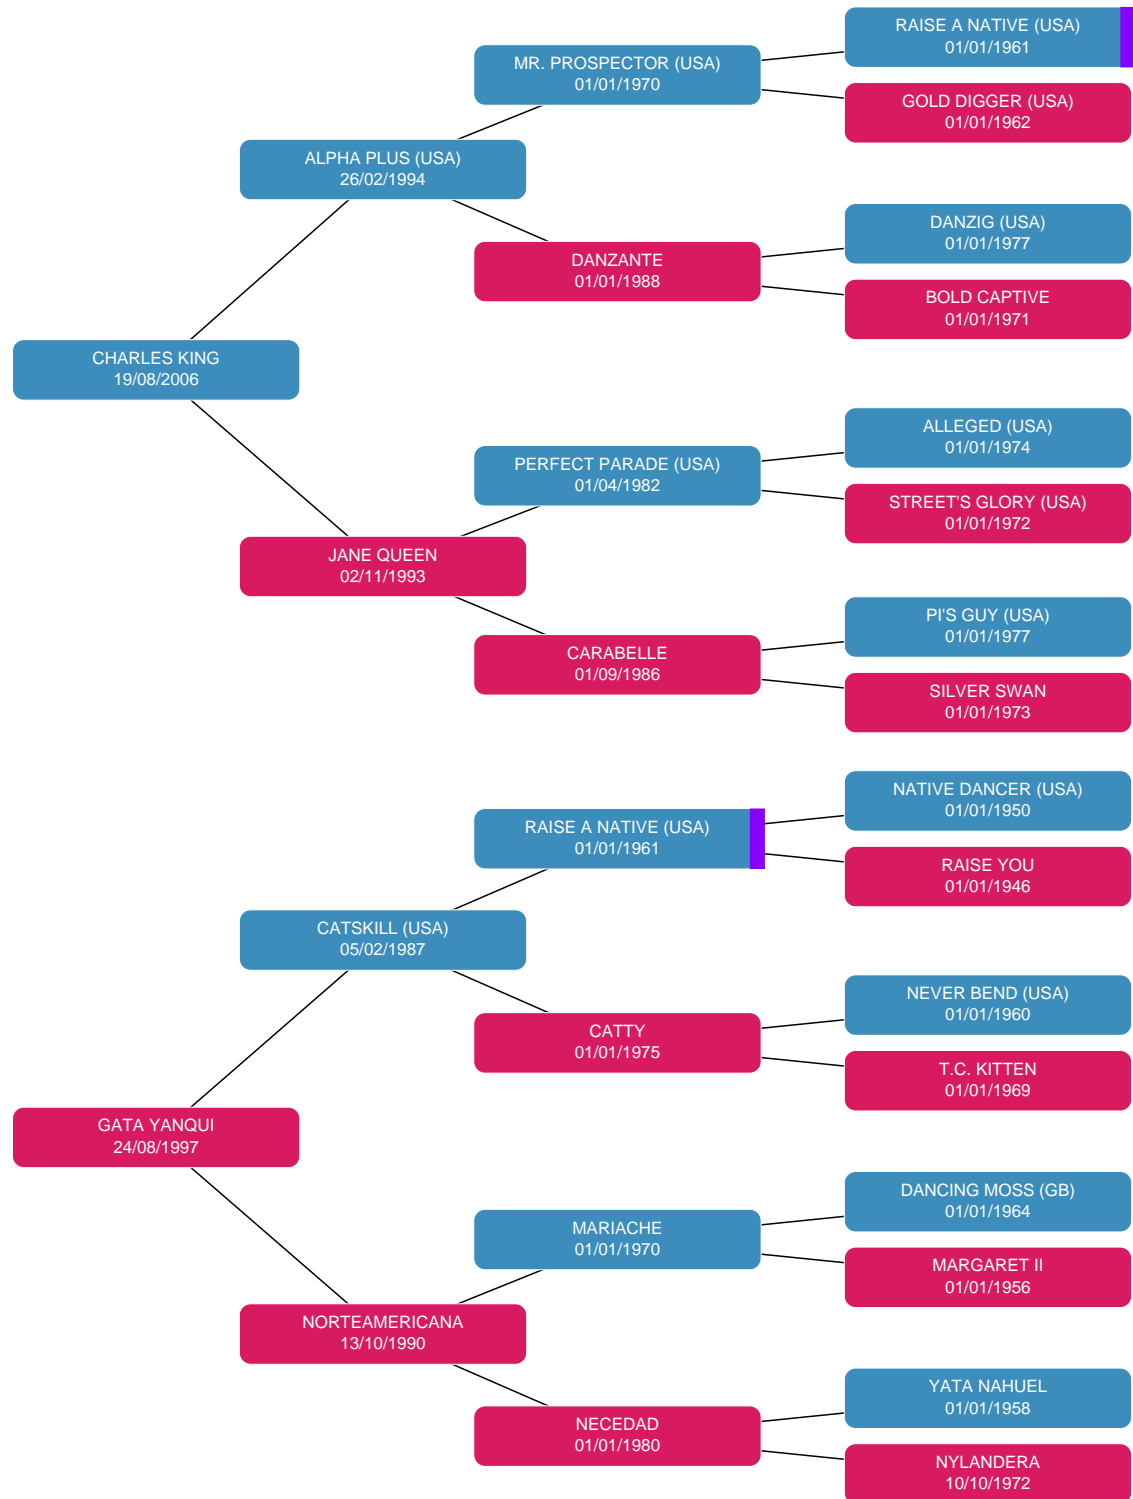 RAISE A NATIVE (USA)
01/01/1961
MR. PROSPECTOR (USA)
01/01/1970
GOLD DIGGER (USA)
01/01/1962
ALPHA PLUS (USA)
26/02/1994
DANZIG (USA)
01/01/1977
DANZANTE
01/01/1988
BOLD CAPTIVE
01/01/1971
CHARLES KING
19/08/2006
ALLEGED (USA)
01/01/1974
PERFECT PARADE (USA)
01/04/1982
STREET'S GLORY (USA)
01/01/1972
JANE QUEEN
02/11/1993
PI'S GUY (USA)
01/01/1977
CARABELLE
01/09/1986
SILVER SWAN
01/01/1973
NATIVE DANCER (USA)
01/01/1950
RAISE A NATIVE (USA)
01/01/1961
RAISE YOU
01/01/1946
CATSKILL (USA)
05/02/1987
NEVER BEND (USA)
01/01/1960
CATTY
01/01/1975
T.C. KITTEN
01/01/1969
GATA YANQUI
24/08/1997
DANCING MOSS (GB)
01/01/1964
MARIACHE
01/01/1970
MARGARET II
01/01/1956
NORTEAMERICANA
13/10/1990
YATA NAHUEL
01/01/1958
NECEDAD
01/01/1980
NYLANDERA
10/10/1972